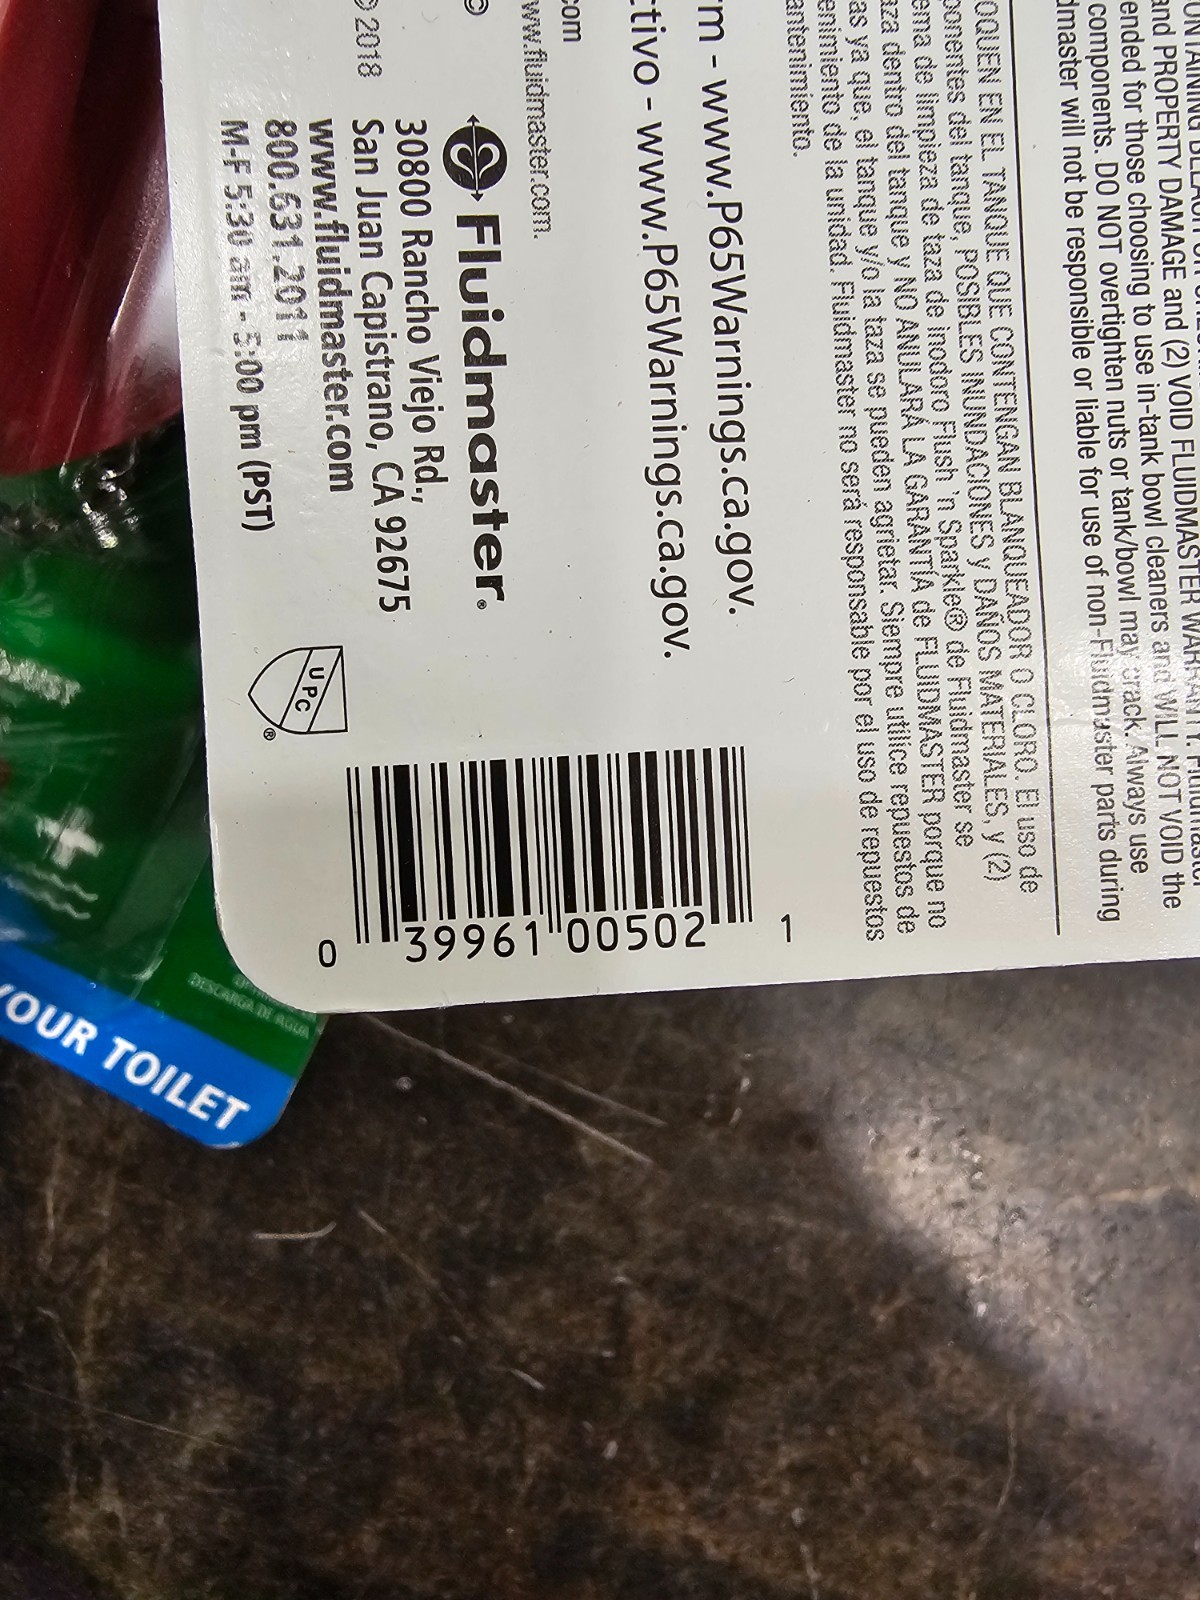 ONTAINING BLEACH OR
and PROPERTY DAMAGE and (2) VOID FLUIDMASTER WARRANTY.
ended for those choosing to use in-tank bowl cleaners and WILL NOT VOID the
components. DO NOT overtighten nuts or tank/bowl may crack. Always use
dmaster will not be responsible or liable for use of non-Fluidmaster parts during
OQUEN EN EL TANQUE QUE CONTENGAN BLANQUEADOR O CLORO. El uso de
ponentes del tanque, POSIBLES INUNDACIONES y DAÑOS MATERIALES, y (2)
ema de limpieza de taza de inodoro Flush 'n Sparkle® de Fluidmaster se
aza dentro del tanque y NO ANULARÁ LA GARANTÍA de FLUIDMASTER porque no
as ya que, el tanque y/o la taza se pueden agrietar. Siempre utilice repuestos de
enimiento de la unidad. Fluidmaster no será responsable por el uso de repuestos
antenimiento.
rm - www.P65Warnings.ca.gov.
ctivo - www.P65Warnings.ca.gov.
com
www.fluidmaster.com.
©
Fluidmaster®
30800 Rancho Viejo Rd.,
San Juan Capistrano, CA 92675
www.fluidmaster.com
800.631.2011
M-F 5:30 am - 5:00 pm (PST)
© 2018
UPC®
0 39961 00502 1
DESCARGA DE AGUA
YOUR TOILET